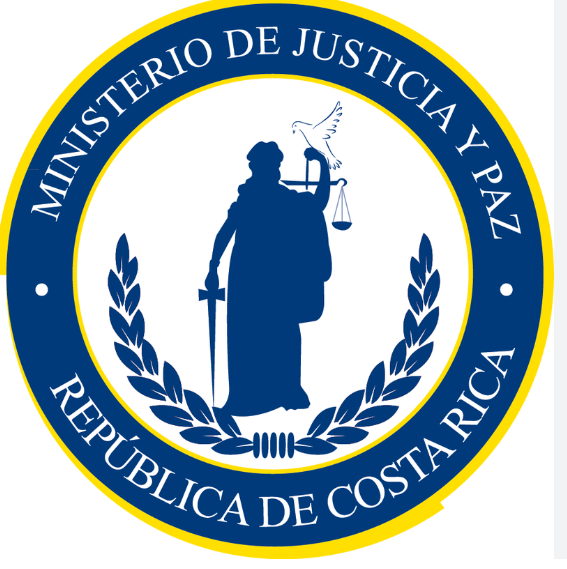 MINISTERIO DE JUSTICIA Y PAZ
REPÚBLICA DE COSTA RICA